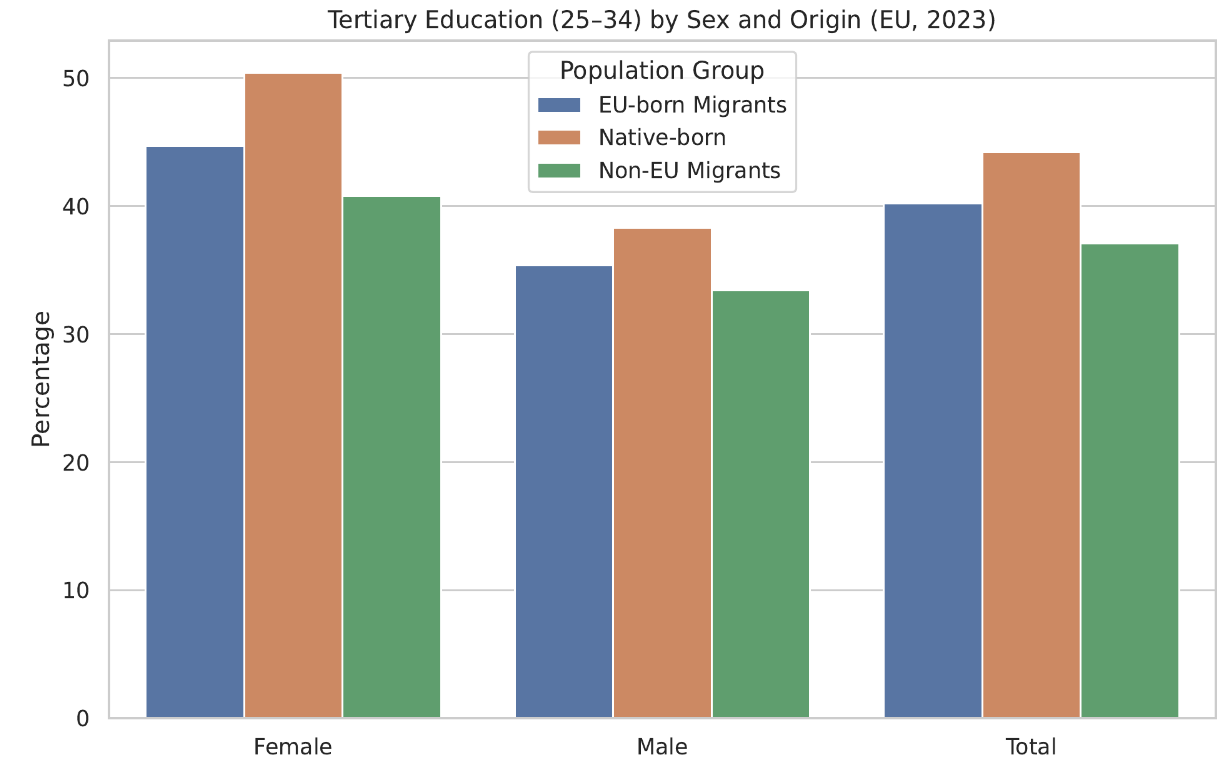 Tertiary Education (25–34) by Sex and Origin (EU, 2023)
Population Group
EU-born Migrants
Native-born
Non-EU Migrants
Percentage
50
40
30
20
10
0
Female
Male
Total